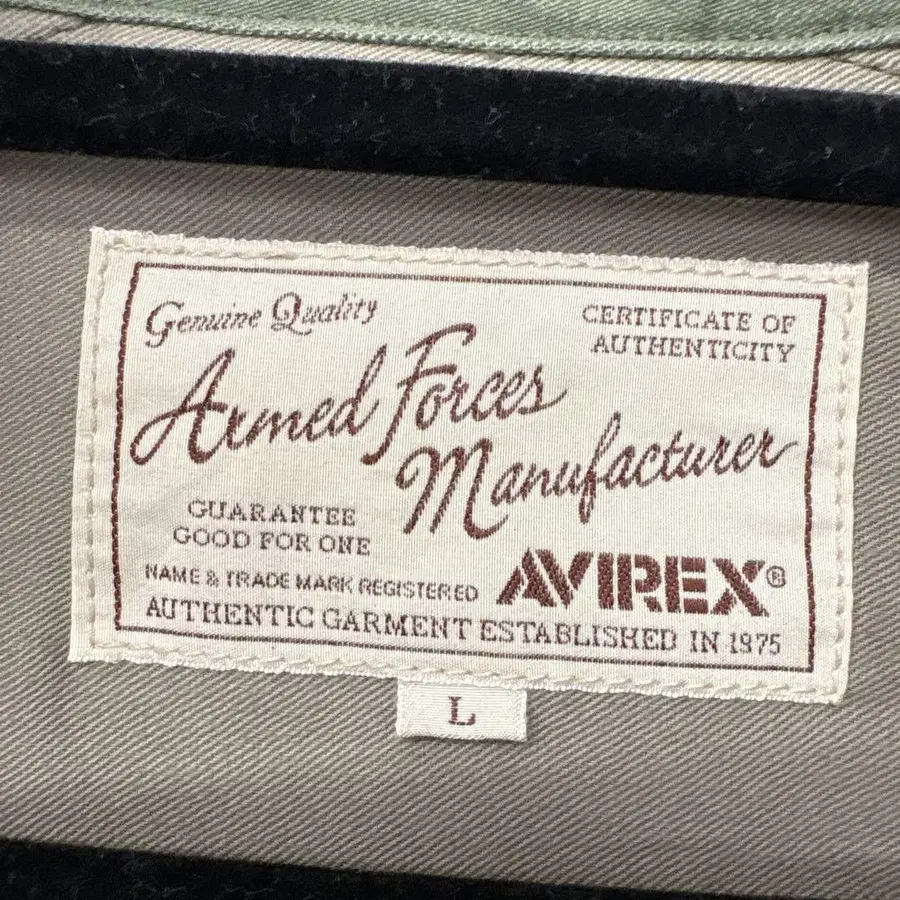 Genuine Quality
CERTIFICATE OF
AUTHENTICITY
Armed Forces
Manufacturer
GUARANTEE
GOOD FOR ONE
NAME & TRADE MARK REGISTERED
AVIREX®
AUTHENTIC GARMENT ESTABLISHED IN 1975
L